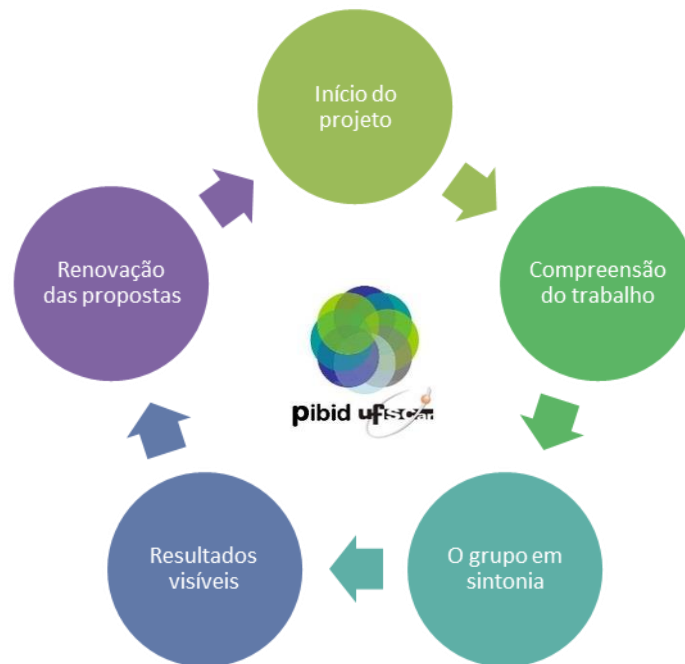 Início do
projeto
Compreensão
do trabalho
O grupo em
sintonia
Resultados
visíveis
Renovação
das propostas
pibid ufscar